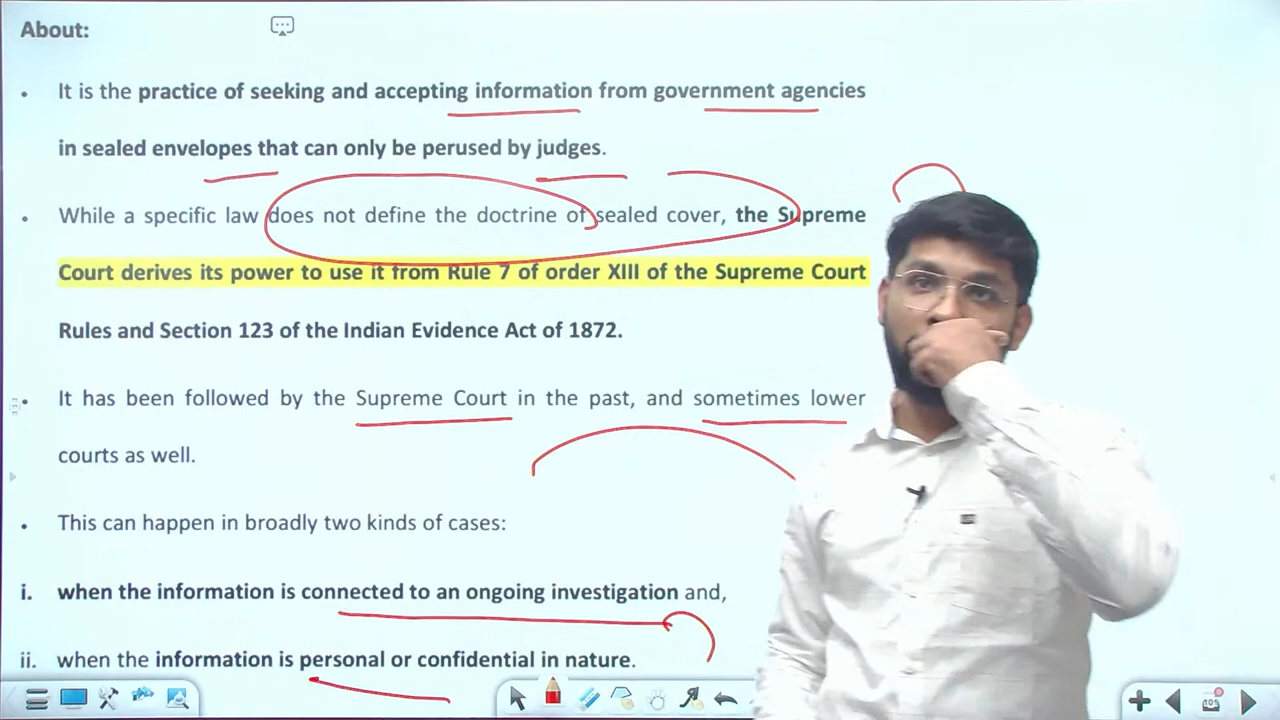 About:
• It is the practice of seeking and accepting information from government agencies
in sealed envelopes that can only be perused by judges.
• While a specific law does not define the doctrine of sealed cover, the Supreme
Court derives its power to use it from Rule 7 of order XIII of the Supreme Court
Rules and Section 123 of the Indian Evidence Act of 1872.
• It has been followed by the Supreme Court in the past, and sometimes lower
courts as well.
• This can happen in broadly two kinds of cases:
i. when the information is connected to an ongoing investigation and,
ii. when the information is personal or confidential in nature.
101